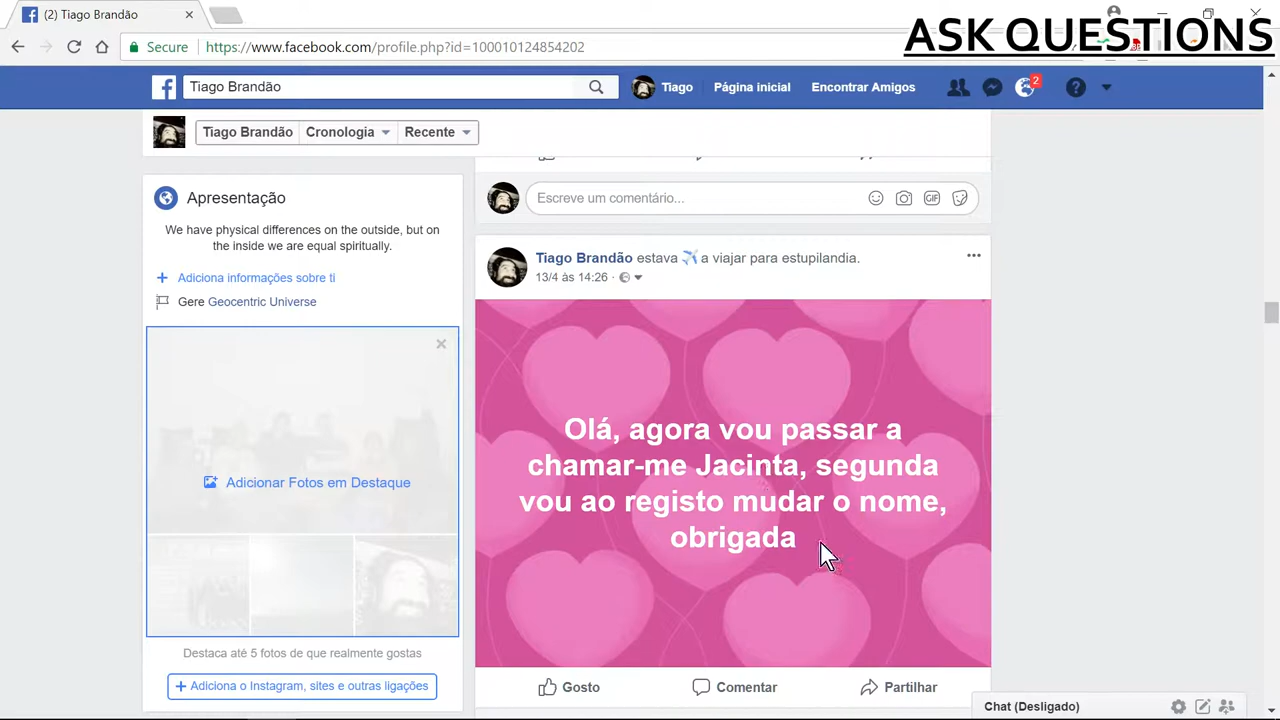 (2) Tiago Brandão
ASK QUESTIONS
Secure
https://www.facebook.com/profile.php?id=100010124854202
Tiago Brandão
Tiago
Página inicial
Encontrar Amigos
2
Tiago Brandão
Cronologia
Recente
Apresentação
We have physical differences on the outside, but on
the inside we are equal spiritually.
+ Adiciona informações sobre ti
Gere Geocentric Universe
Adicionar Fotos em Destaque
Destaca até 5 fotos de que realmente gostas
+ Adiciona o Instagram, sites e outras ligações
Escreve um comentário...
GIF
Tiago Brandão estava ✈️ a viajar para estupilandia.
13/4 às 14:26 ·
Olá, agora vou passar a
chamar-me Jacinta, segunda
vou ao registo mudar o nome,
obrigada
Gosto
Comentar
Partilhar
Chat (Desligado)